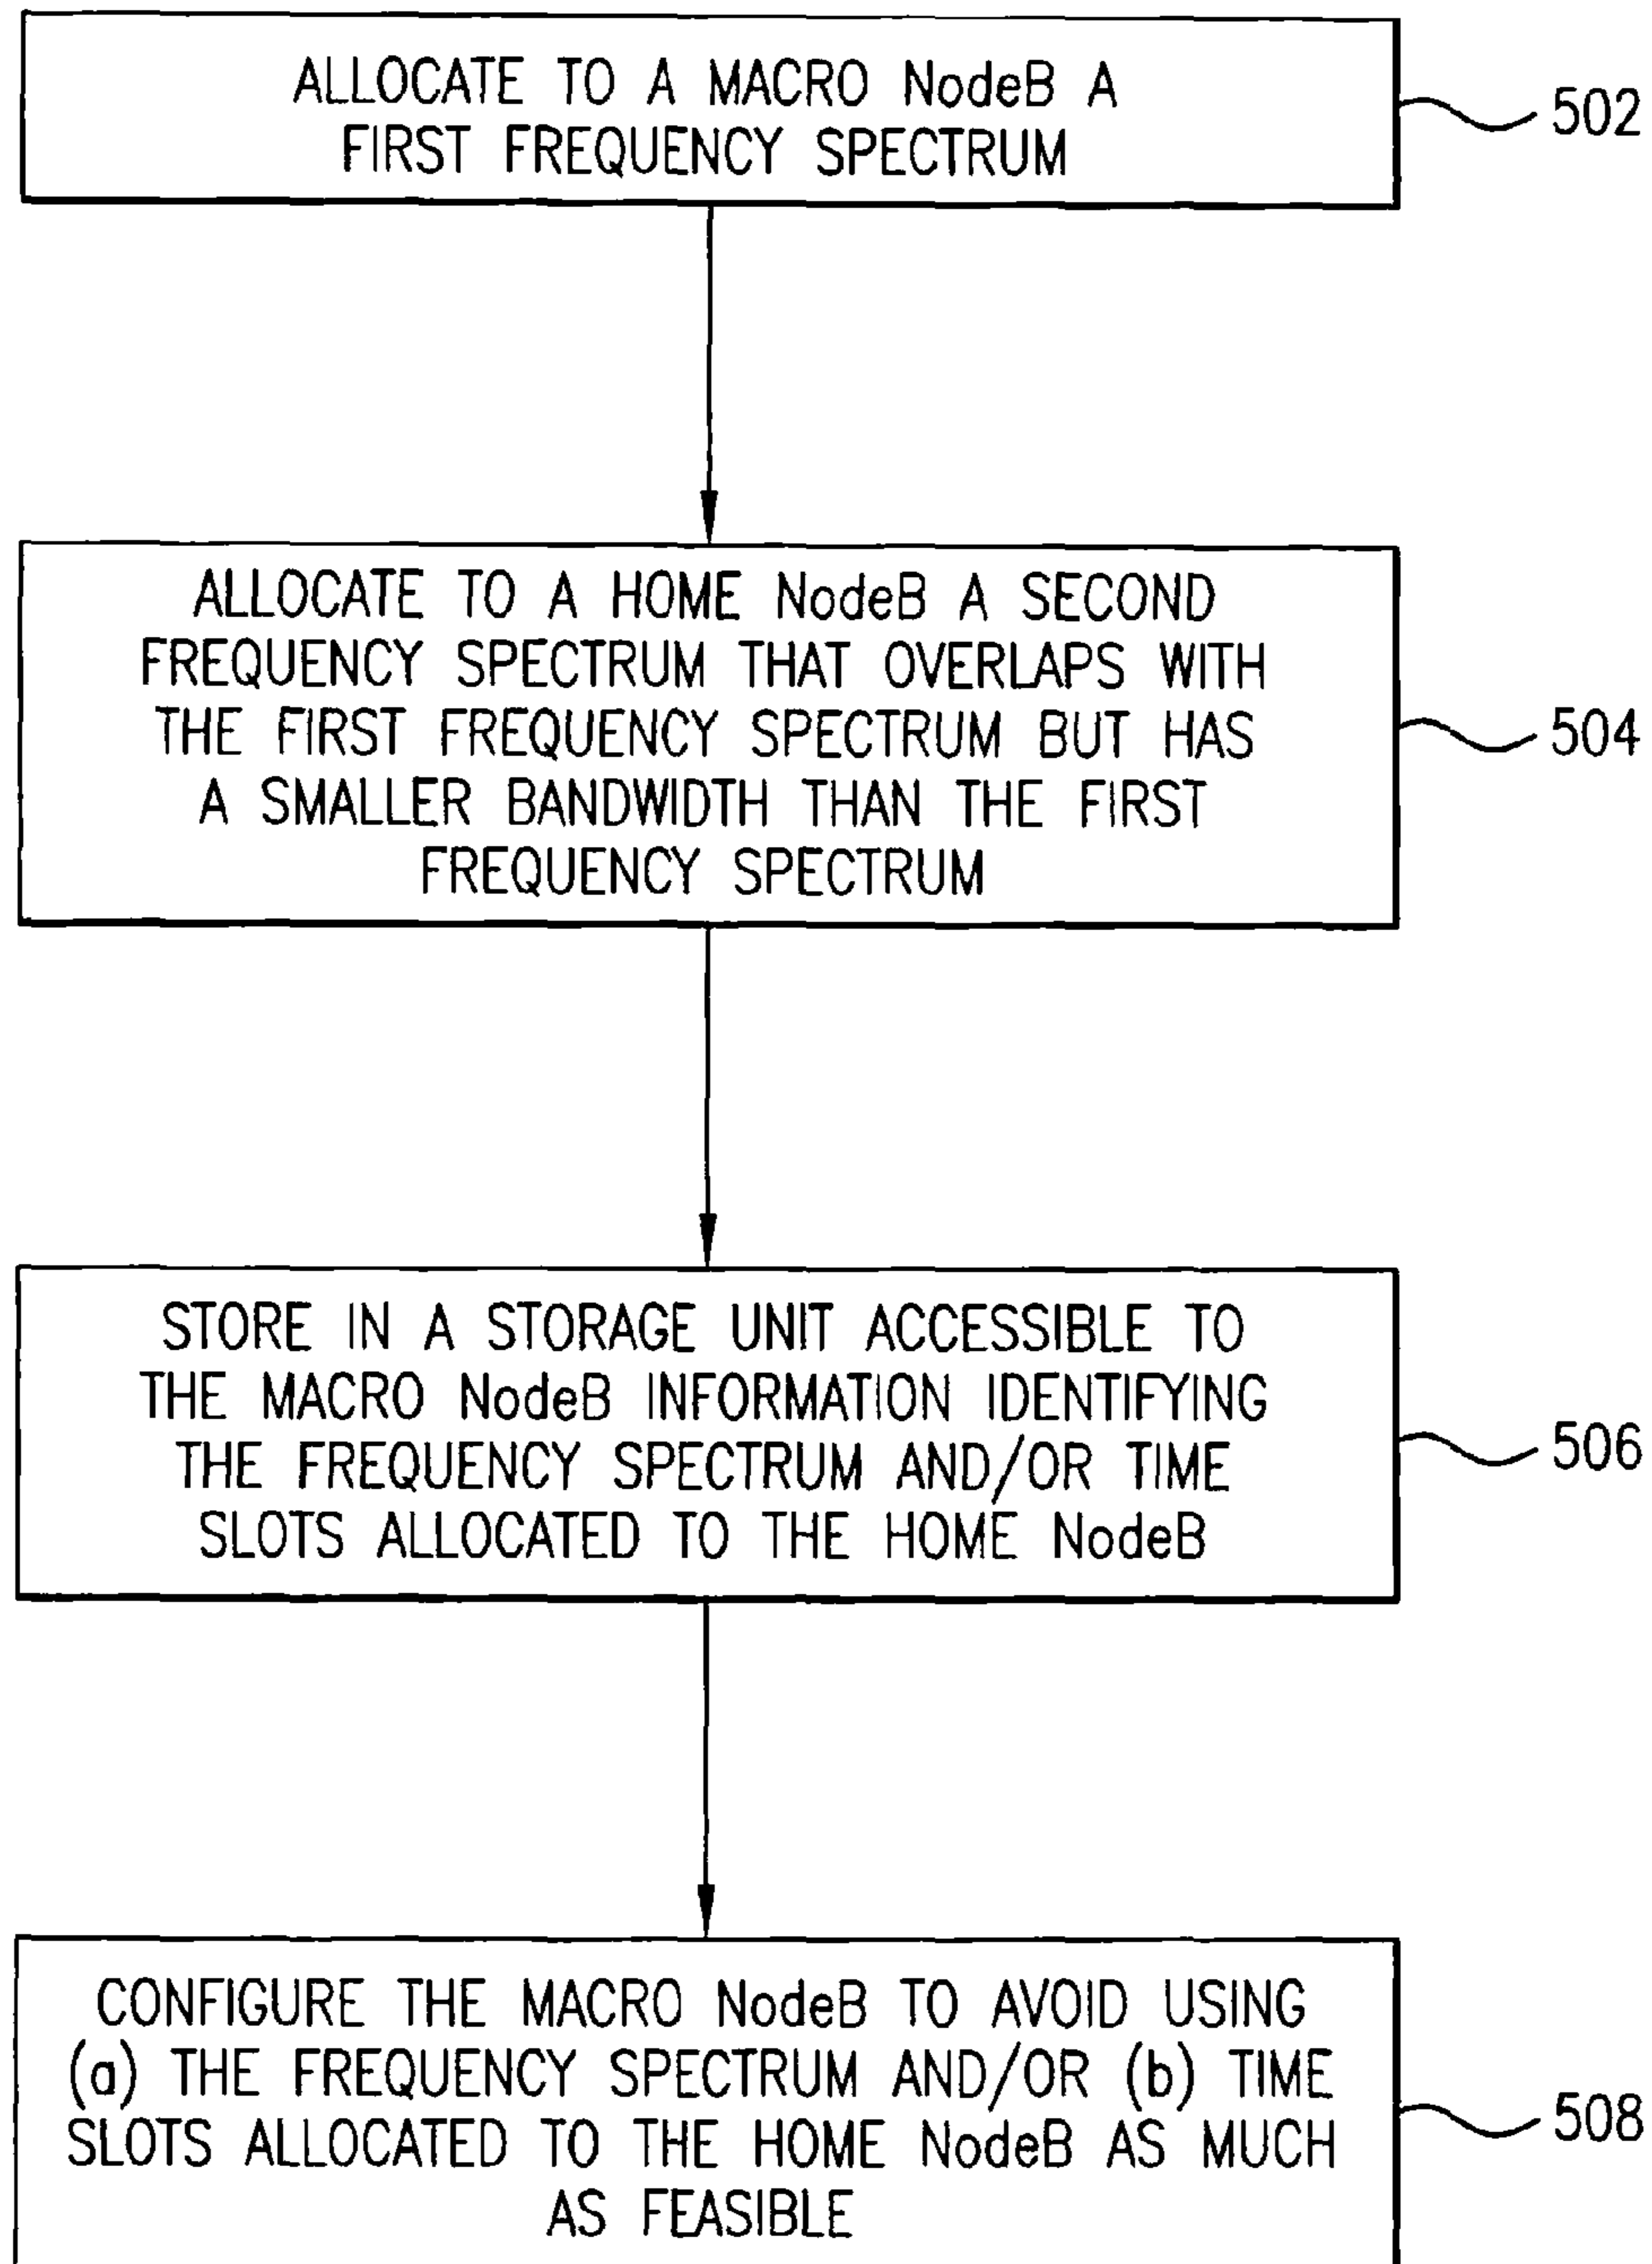 ALLOCATE TO A MACRO NodeB A
FIRST FREQUENCY SPECTRUM
502
ALLOCATE TO A HOME NodeB A SECOND
FREQUENCY SPECTRUM THAT OVERLAPS WITH
THE FIRST FREQUENCY SPECTRUM BUT HAS
A SMALLER BANDWIDTH THAN THE FIRST
FREQUENCY SPECTRUM
504
STORE IN A STORAGE UNIT ACCESSIBLE TO
THE MACRO NodeB INFORMATION IDENTIFYING
THE FREQUENCY SPECTRUM AND/OR TIME
SLOTS ALLOCATED TO THE HOME NodeB
506
CONFIGURE THE MACRO NodeB TO AVOID USING
(a) THE FREQUENCY SPECTRUM AND/OR (b) TIME
SLOTS ALLOCATED TO THE HOME NodeB AS MUCH
AS FEASIBLE
508